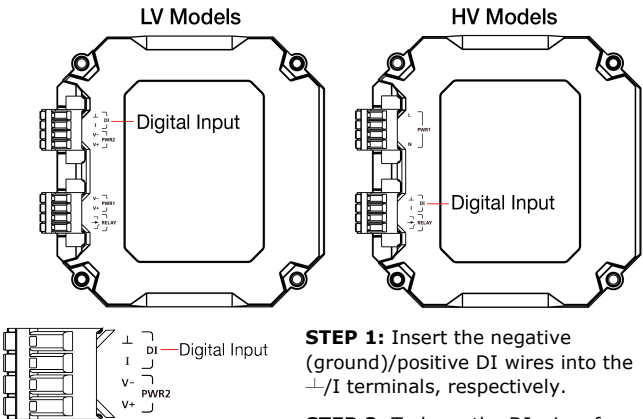 LV Models
HV Models
⊥
I
DI
Digital Input
V-
V+
PWR2
V-
V+
PWR1
RELAY
L
N
PWR1
⊥
I
DI
Digital Input
RELAY
⊥
I
DI
Digital Input
V-
V+
PWR2
STEP 1: Insert the negative
(ground)/positive DI wires into the
⊥/I terminals, respectively.